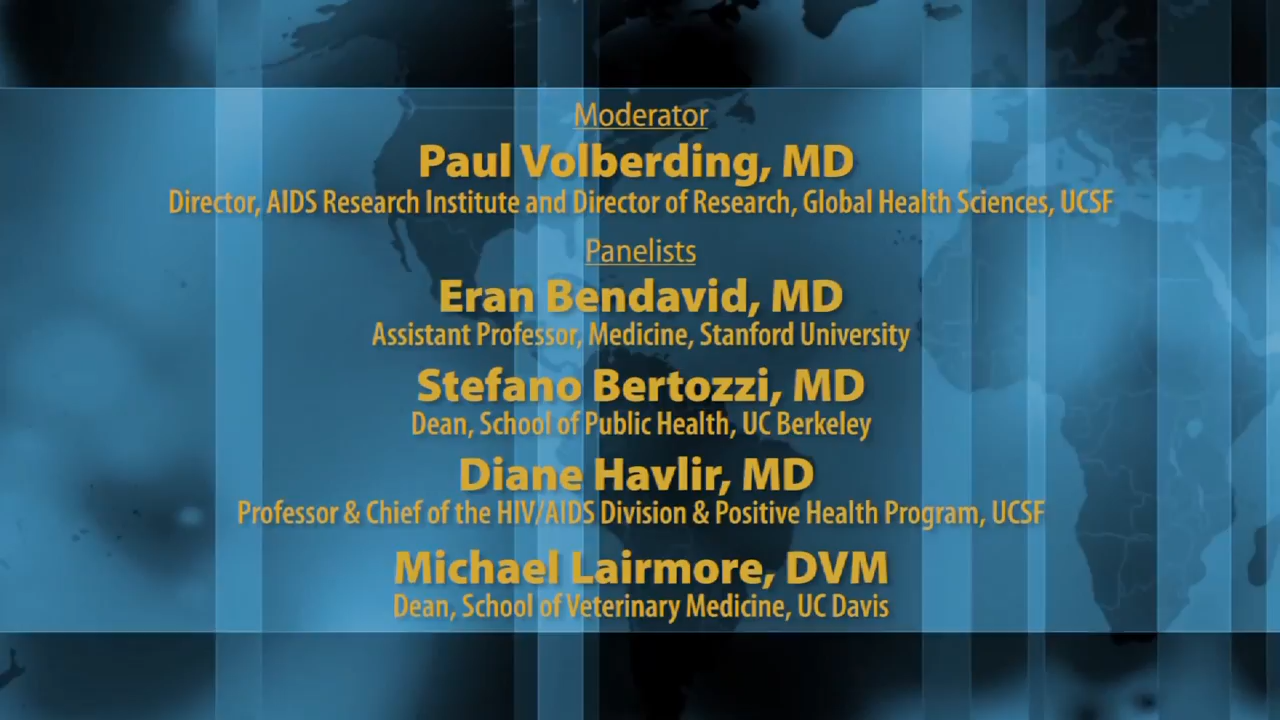 Moderator
Paul Volberding, MD
Director, AIDS Research Institute and Director of Research, Global Health Sciences, UCSF
Panelists
Eran Bendavid, MD
Assistant Professor, Medicine, Stanford University
Stefano Bertozzi, MD
Dean, School of Public Health, UC Berkeley
Diane Havlir, MD
Professor & Chief of the HIV/AIDS Division & Positive Health Program, UCSF
Michael Lairmore, DVM
Dean, School of Veterinary Medicine, UC Davis